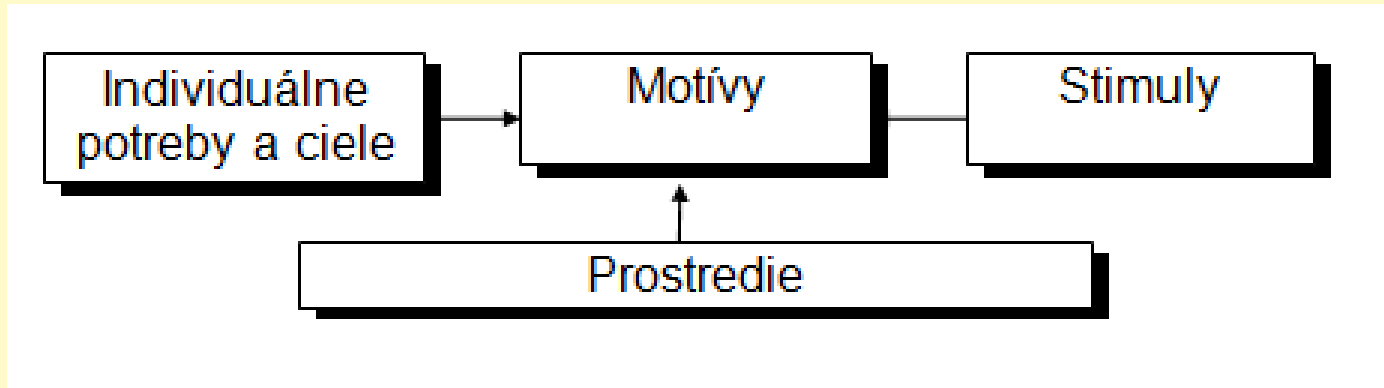 Individuálne
potreby a ciele
Motívy
Stimuly
Prostredie